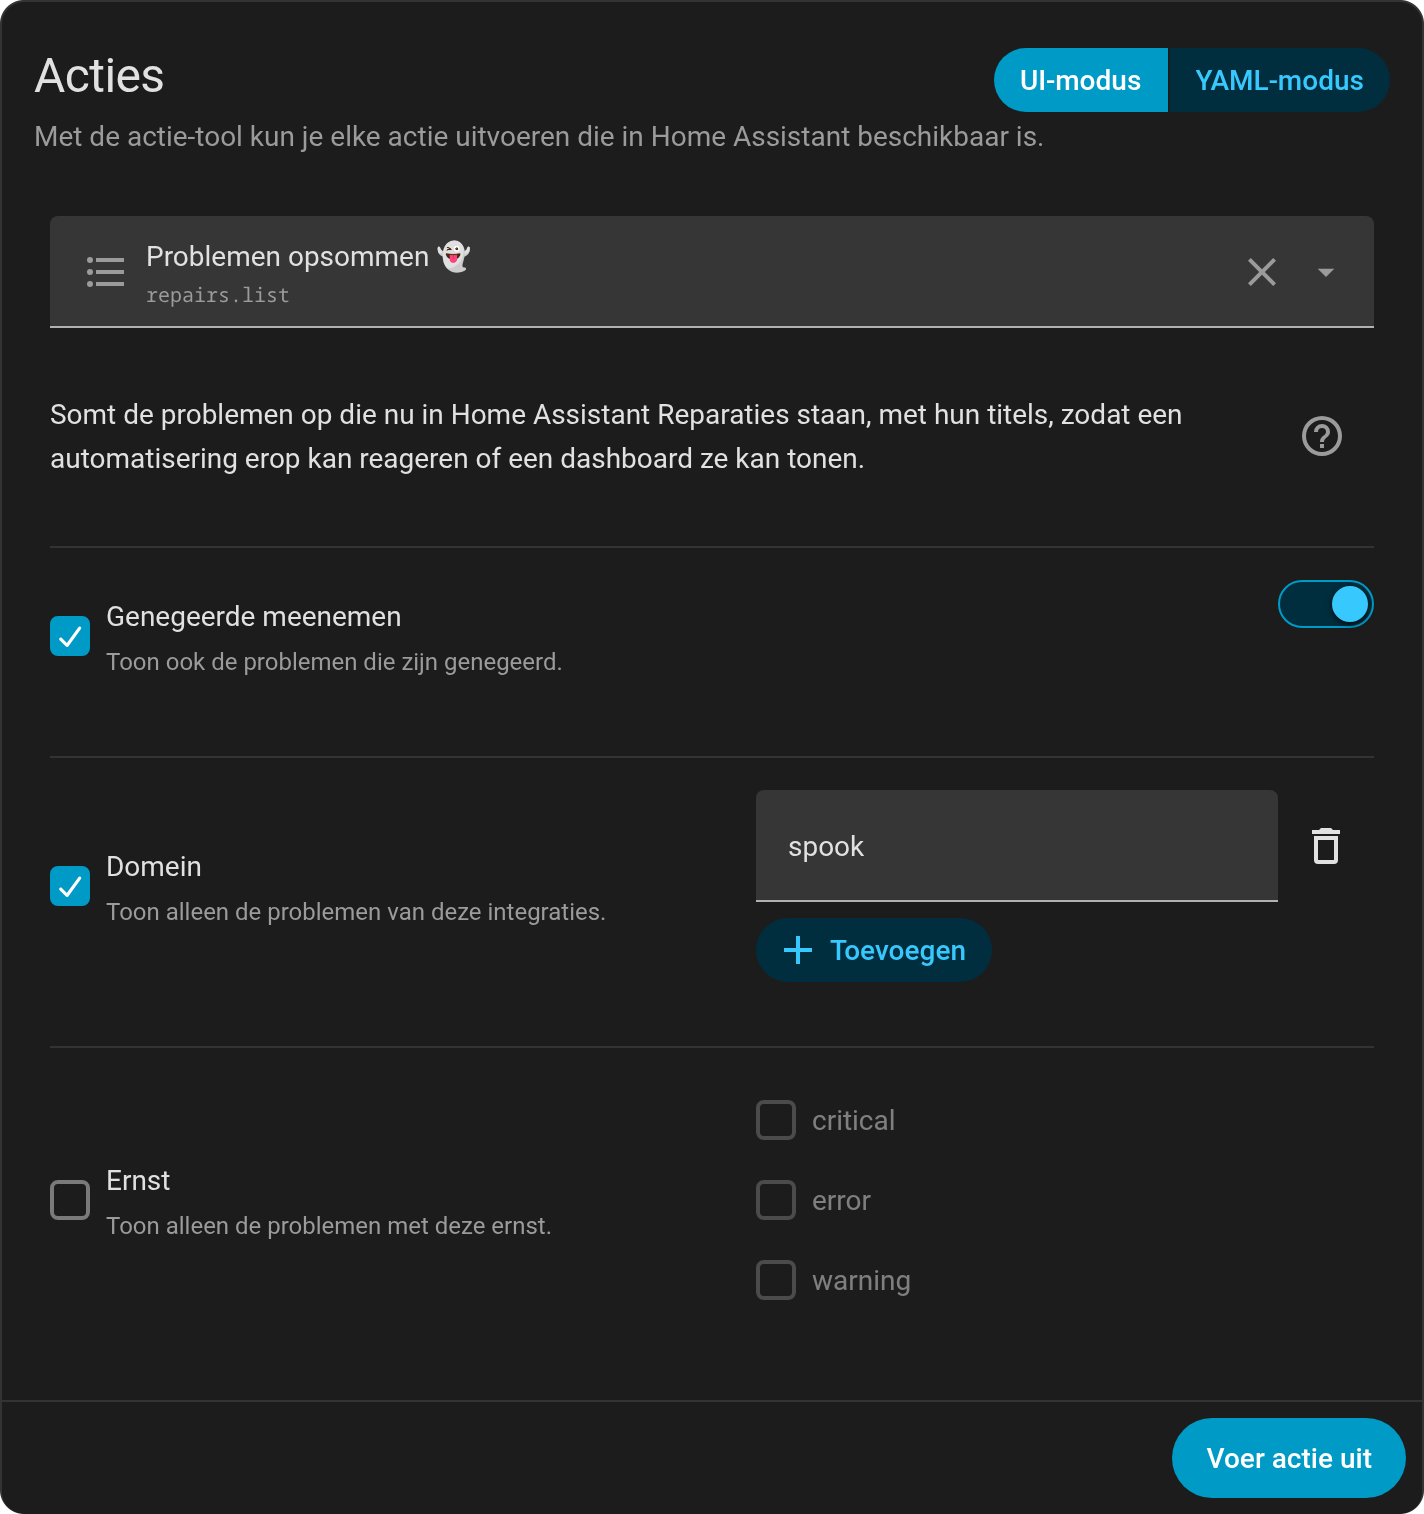 Acties
UI-modus
YAML-modus
Met de actie-tool kun je elke actie uitvoeren die in Home Assistant beschikbaar is.
Problemen opsommen 👻
repairs.list
Somt de problemen op die nu in Home Assistant Reparaties staan, met hun titels, zodat een
automatisering erop kan reageren of een dashboard ze kan tonen.
Genegeerde meenemen
Toon ook de problemen die zijn genegeerd.
Domein
Toon alleen de problemen van deze integraties.
spook
Toevoegen
Ernst
Toon alleen de problemen met deze ernst.
critical
error
warning
Voer actie uit